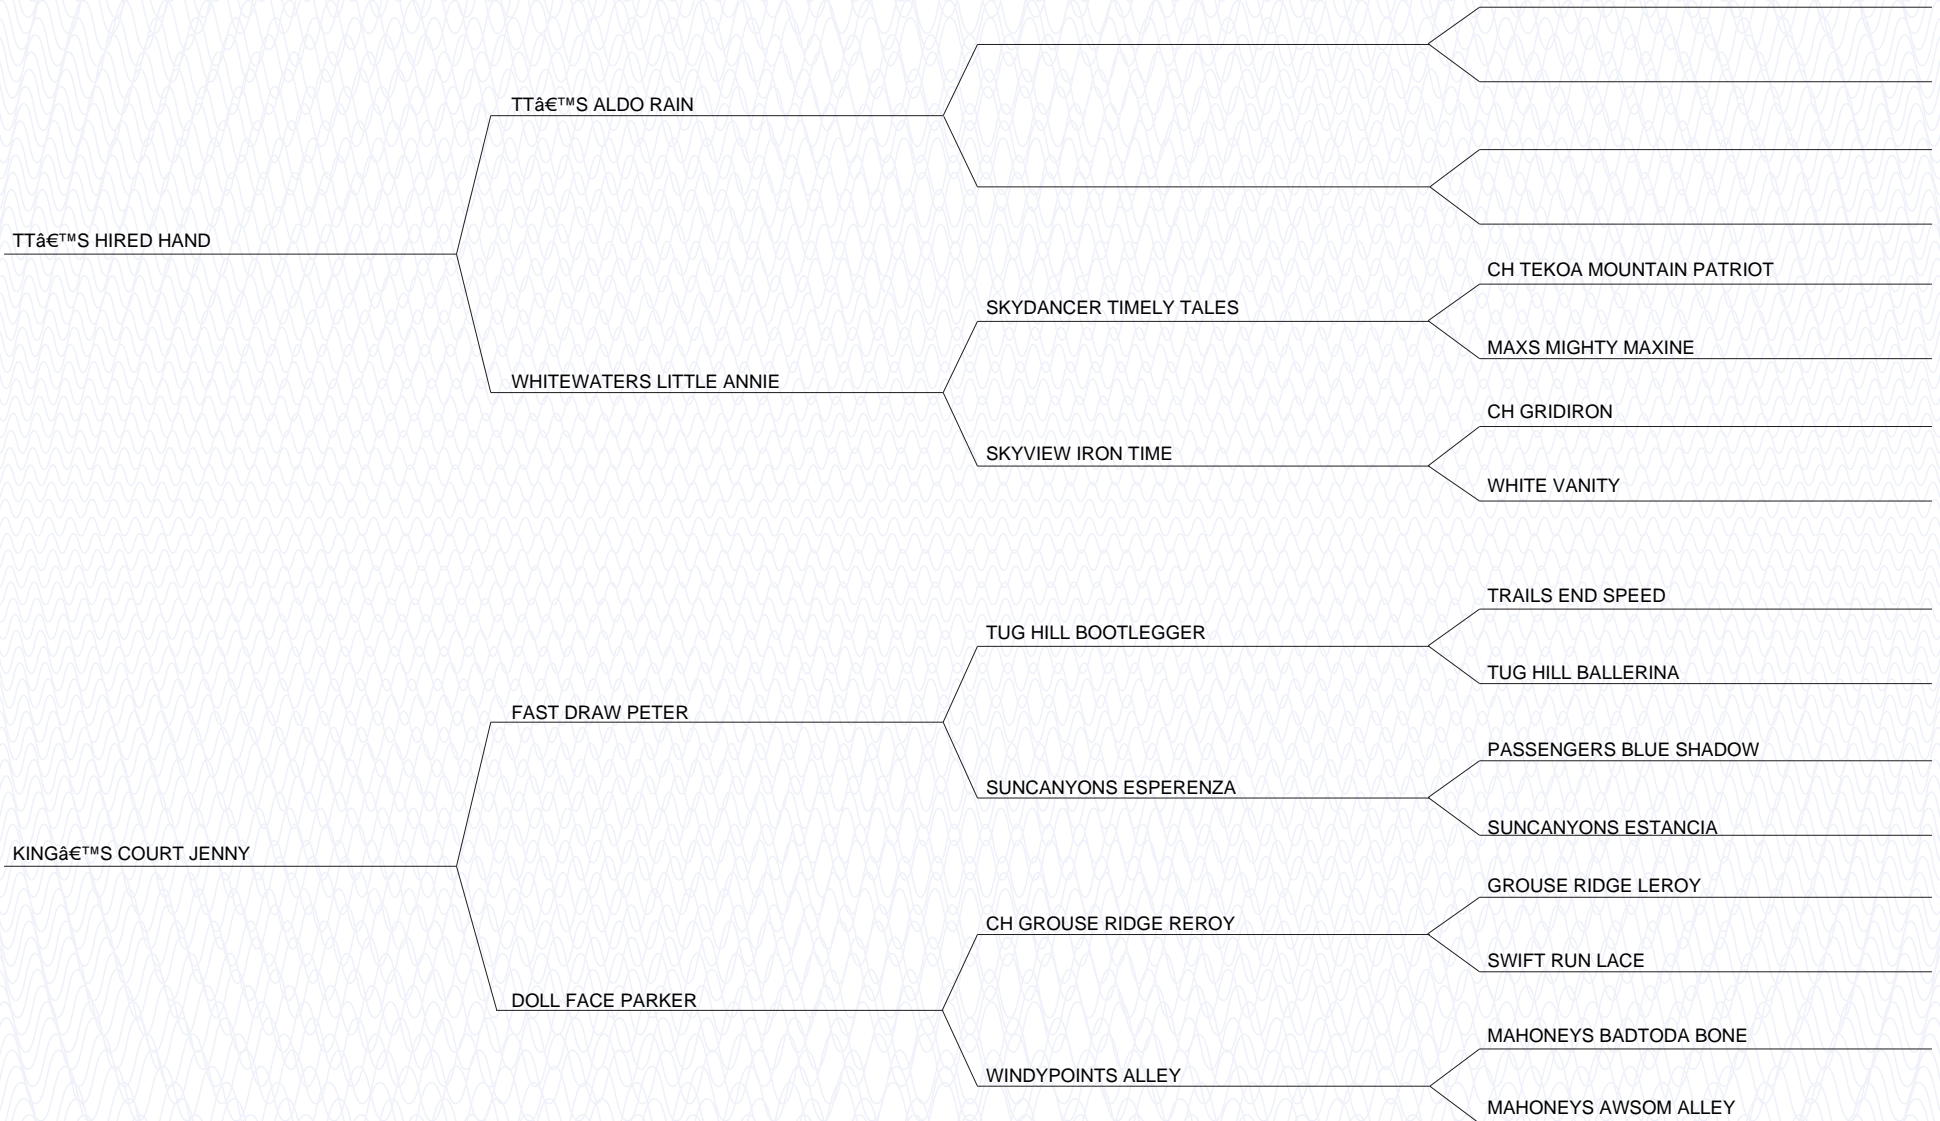 TTâ€™S ALDO RAIN
TTâ€™S HIRED HAND
CH TEKOA MOUNTAIN PATRIOT
SKYDANCER TIMELY TALES
MAXS MIGHTY MAXINE
WHITEWATERS LITTLE ANNIE
CH GRIDIRON
SKYVIEW IRON TIME
WHITE VANITY
TRAILS END SPEED
TUG HILL BOOTLEGGER
TUG HILL BALLERINA
FAST DRAW PETER
PASSENGERS BLUE SHADOW
SUNCANYONS ESPERENZA
SUNCANYONS ESTANCIA
KINGâ€™S COURT JENNY
GROUSE RIDGE LEROY
CH GROUSE RIDGE REROY
SWIFT RUN LACE
DOLL FACE PARKER
MAHONEYS BADTODA BONE
WINDYPOINTS ALLEY
MAHONEYS AWSOM ALLEY